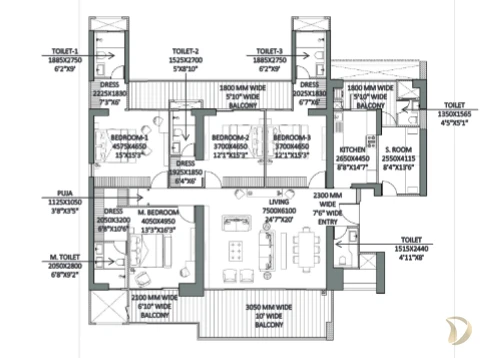 TOILET-1
1885X2750
6'2"X9'
TOILET-2
1525X2700
5'X8'10"
TOILET-3
1885X2750
6'2"X9'
DRESS
2225X1830
7'3"X6'
1800 MM WIDE
5'10" WIDE
BALCONY
DRESS
2025X1830
6'7"X6'
1800 MM WIDE
5'10" WIDE
BALCONY
TOILET
1350X1565
4'5"X5'1"
BEDROOM-1
4575X4650
15'X15'3"
BEDROOM-2
3700X4650
12'1"X15'3"
BEDROOM-3
3700X4650
12'1"X15'3"
KITCHEN
2650X4450
8'8"X14'7"
S. ROOM
2550X4115
8'4"X13'6"
DRESS
1925X1850
6'4"X6'
PUJA
1125X1050
3'8"X3'5"
DRESS
2050X3200
6'8"X10'6"
M. BEDROOM
4050X4950
13'3"X16'3"
LIVING
7500X6100
24'7"X20'
2300 MM
WIDE
7'6" WIDE
ENTRY
TOILET
1515X2440
4'11"X8'
M. TOILET
2050X2800
6'8"X9'2"
2100 MM WIDE
6'10" WIDE
BALCONY
3050 MM WIDE
10' WIDE
BALCONY